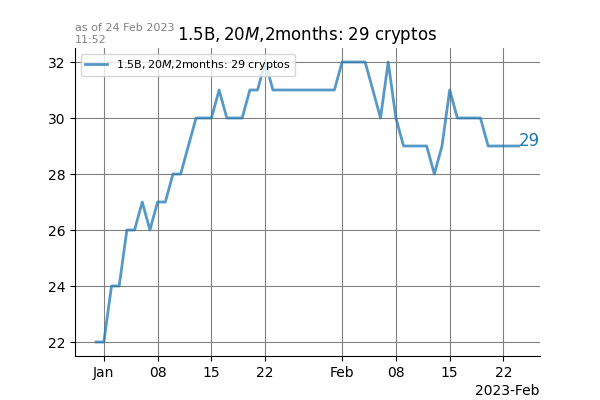 as of 24 Feb 2023
11:52
1.5B, 20M,2months: 29 cryptos
1.5B, 20M,2months: 29 cryptos
32
30
28
26
24
22
29
Jan 08 15 22 Feb 08 15 22
2023-Feb